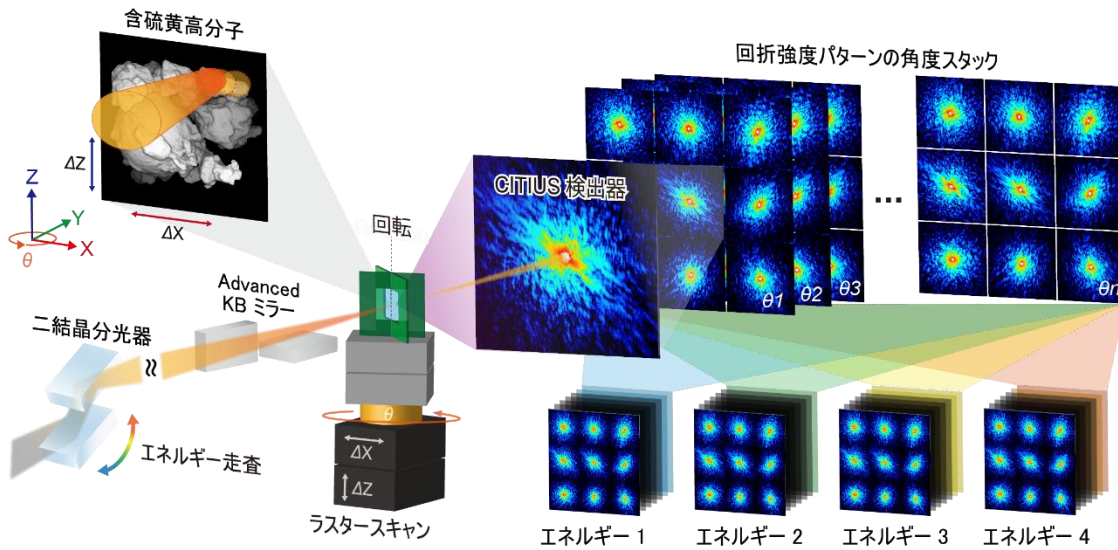 含硫黄高分子
ΔZ
ΔX
Z
Y
X
θ
回転
Advanced
KB ミラー
二結晶分光器
エネルギー走査
θ
ΔX
ΔZ
ラスタースキャン
CITIUS 検出器
回折強度パターンの角度スタック
θ1
θ2
θ3
...
θn
エネルギー 1
エネルギー 2
エネルギー 3
エネルギー 4